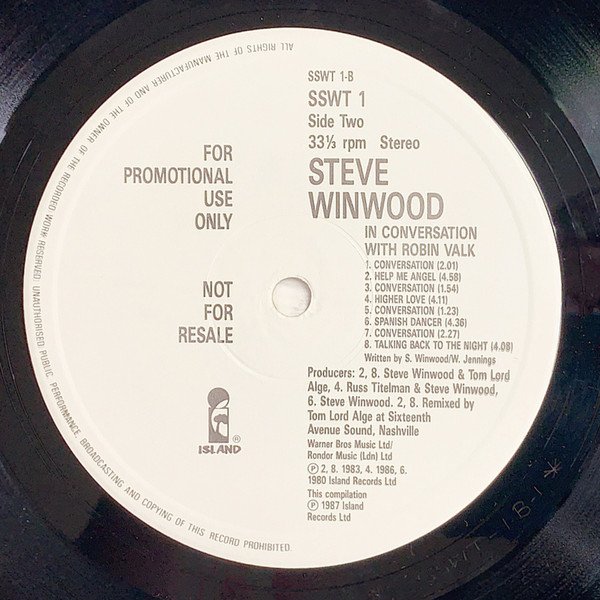 SSWT 1-B
SSWT 1
Side Two
33⅓ rpm Stereo
STEVE
WINWOOD
IN CONVERSATION
WITH ROBIN VALK
1. CONVERSATION (2.01)
2. HELP ME ANGEL (4.58)
3. CONVERSATION (1.54)
4. HIGHER LOVE (4.11)
5. CONVERSATION (1.23)
6. SPANISH DANCER (4.36)
7. CONVERSATION (2.27)
8. TALKING BACK TO THE NIGHT (4.08)
Written by S. Winwood/W. Jennings
Producers: 2, 8. Steve Winwood & Tom Lord
Alge, 4. Russ Titelman & Steve Winwood,
6. Steve Winwood. 2, 8. Remixed by
Tom Lord Alge at Sixteenth
Avenue Sound, Nashville
Warner Bros Music Ltd/
Rondor Music (Ldn) Ltd
℗ 2, 8. 1983, 4. 1986, 6.
1980 Island Records Ltd
This compilation
℗ 1987 Island
Records Ltd
FOR
PROMOTIONAL
USE
ONLY
NOT
FOR
RESALE
ISLAND ®
ALL RIGHTS OF THE MANUFACTURER AND OF THE OWNER OF THE RECORDED WORK RESERVED. UNAUTHORISED PUBLIC PERFORMANCE, BROADCASTING AND COPYING OF THIS RECORD PROHIBITED.